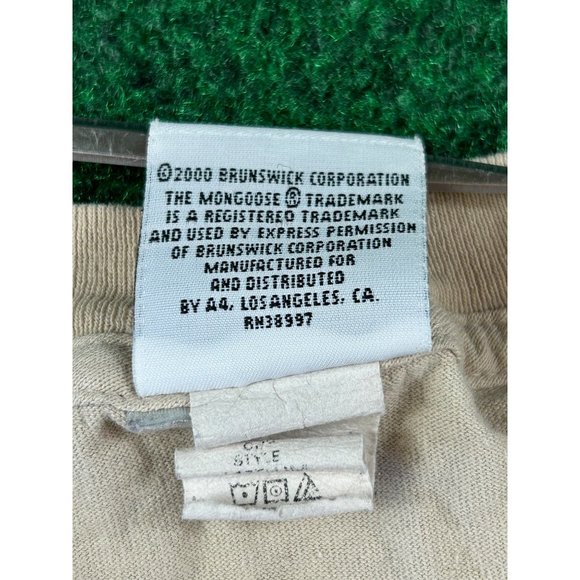 ©2000 BRUNSWICK CORPORATION
THE MONGOOSE ® TRADEMARK
IS A REGISTERED TRADEMARK
AND USED BY EXPRESS PERMISSION
OF BRUNSWICK CORPORATION
MANUFACTURED FOR
AND DISTRIBUTED
BY A4, LOSANGELES, CA.
RN38997
STYLE